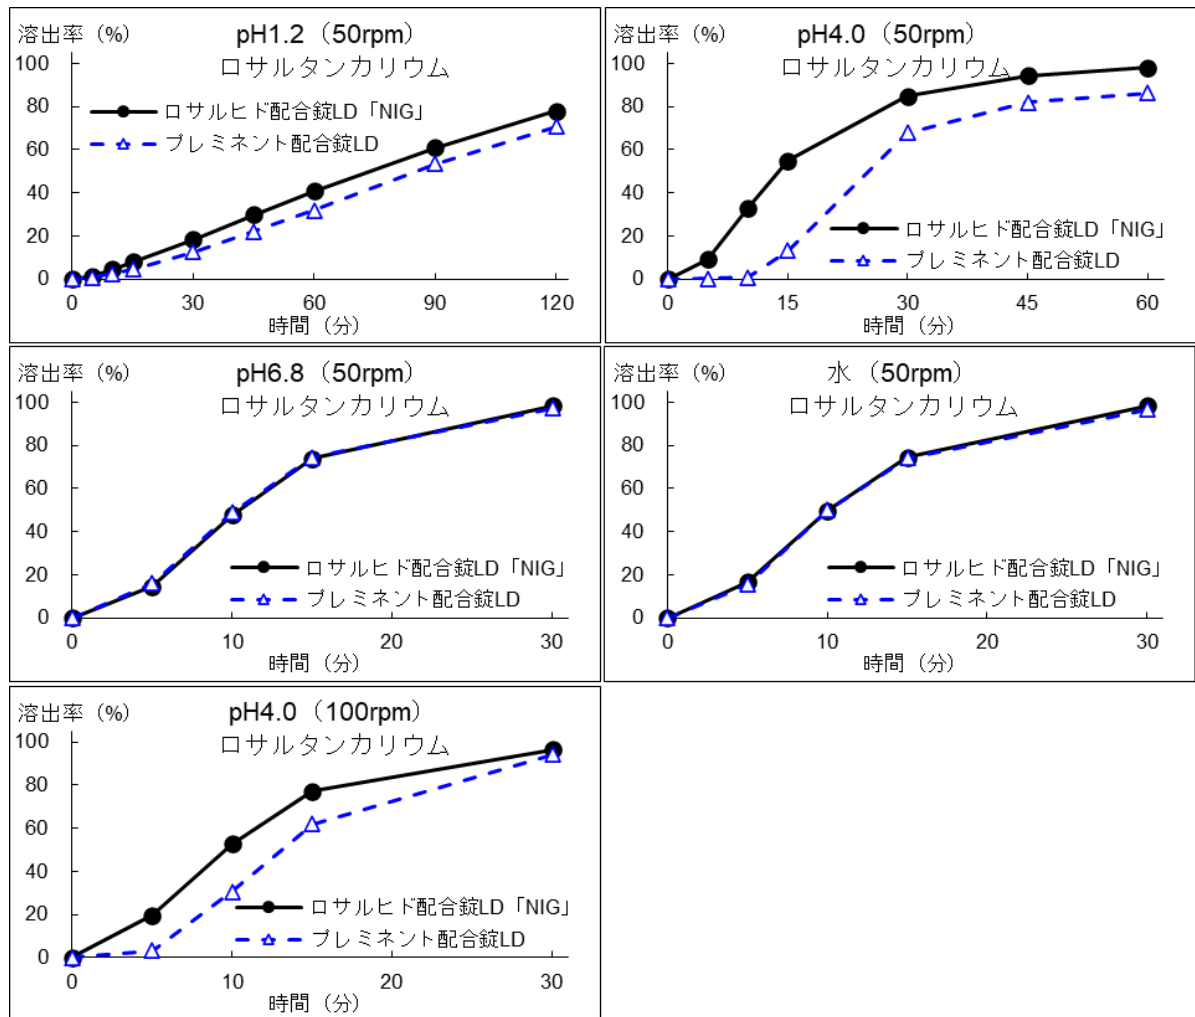 溶出率 (%)
pH1.2（50rpm）
ロサルタンカリウム
100
80
60
40
20
0
ロサルヒド配合錠LD「NIG」
プレミネント配合錠LD
0 30 60 90 120
時間（分）
溶出率 (%)
pH4.0（50rpm）
ロサルタンカリウム
100
80
60
40
20
0
ロサルヒド配合錠LD「NIG」
プレミネント配合錠LD
0 15 30 45 60
時間（分）
溶出率 (%)
pH6.8（50rpm）
ロサルタンカリウム
100
80
60
40
20
0
ロサルヒド配合錠LD「NIG」
プレミネント配合錠LD
0 10 20 30
時間（分）
溶出率 (%)
水（50rpm）
ロサルタンカリウム
100
80
60
40
20
0
ロサルヒド配合錠LD「NIG」
プレミネント配合錠LD
0 10 20 30
時間（分）
溶出率 (%)
pH4.0（100rpm）
ロサルタンカリウム
100
80
60
40
20
0
ロサルヒド配合錠LD「NIG」
プレミネント配合錠LD
0 10 20 30
時間（分）